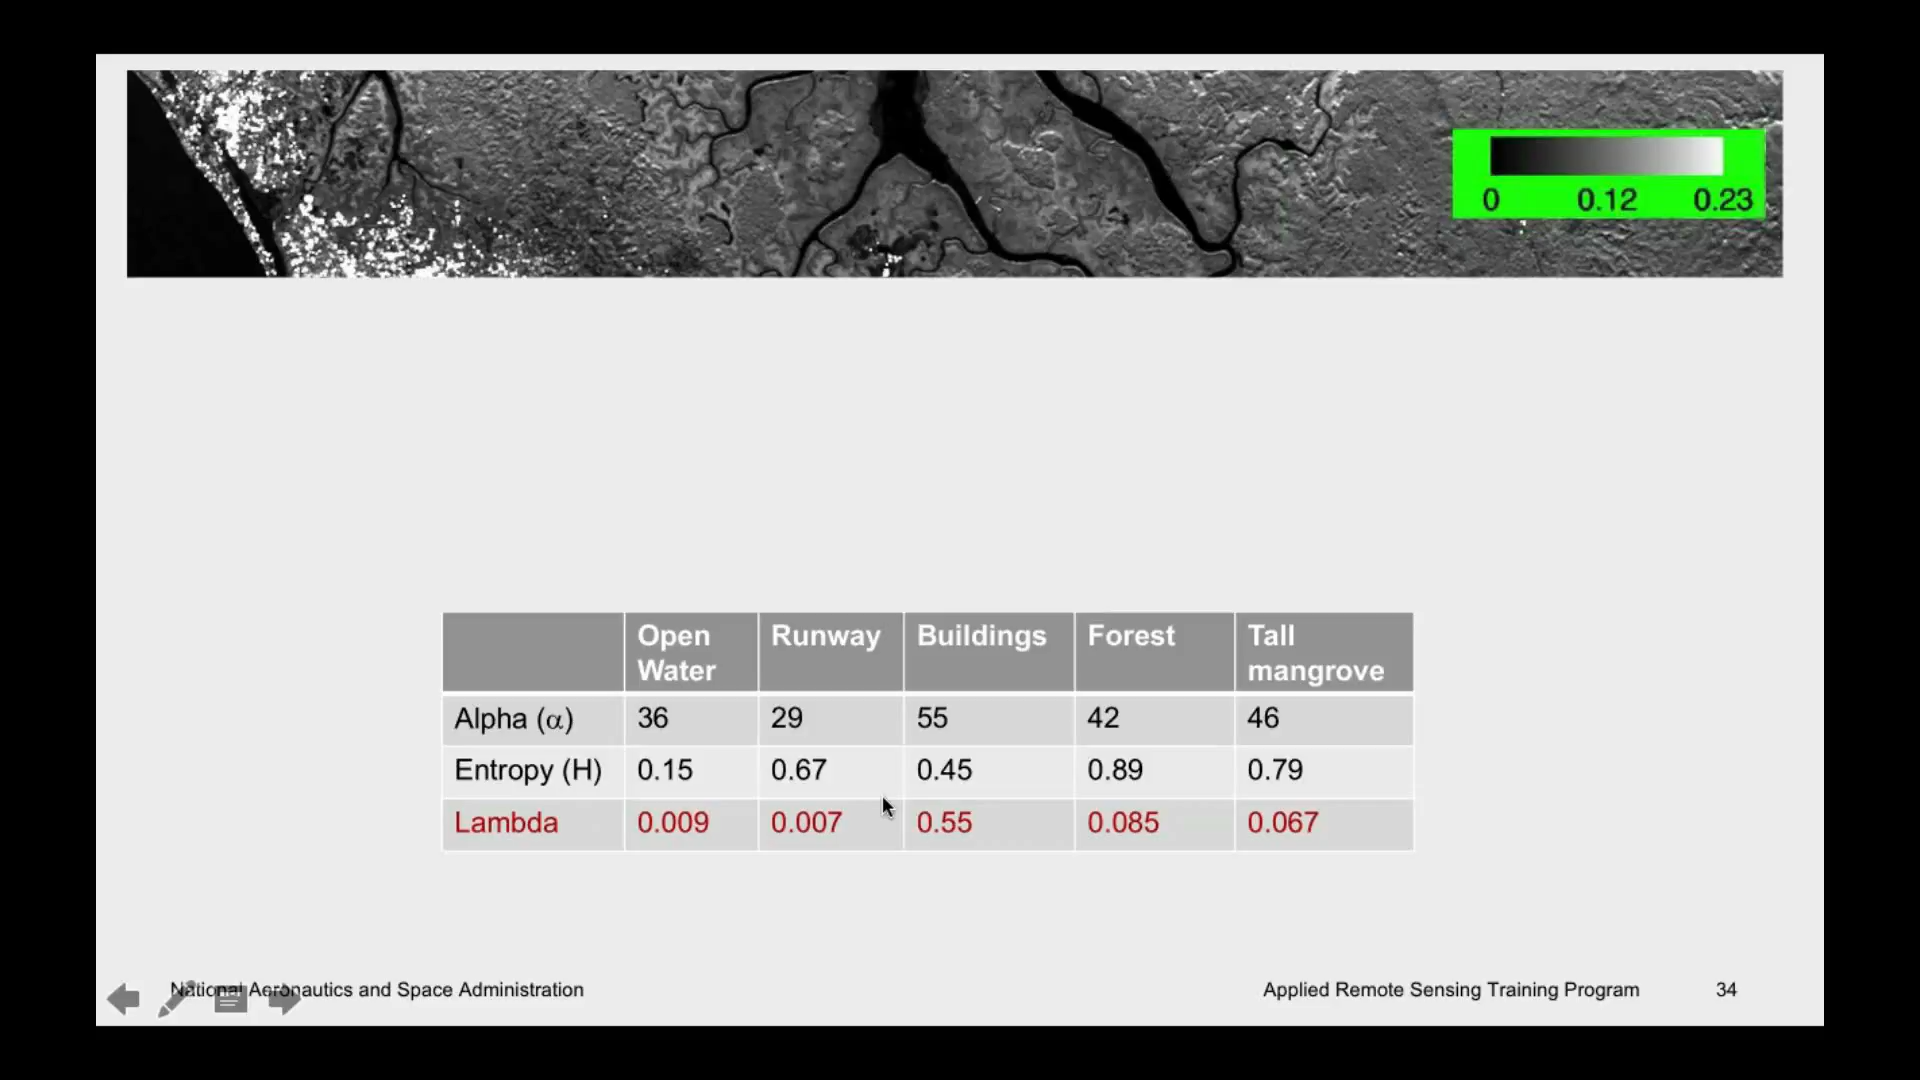 0 0.12 0.23
Open Water Runway Buildings Forest Tall mangrove
Alpha (α) 36 29 55 42 46
Entropy (H) 0.15 0.67 0.45 0.89 0.79
Lambda 0.009 0.007 0.55 0.085 0.067
National Aeronautics and Space Administration Applied Remote Sensing Training Program 34